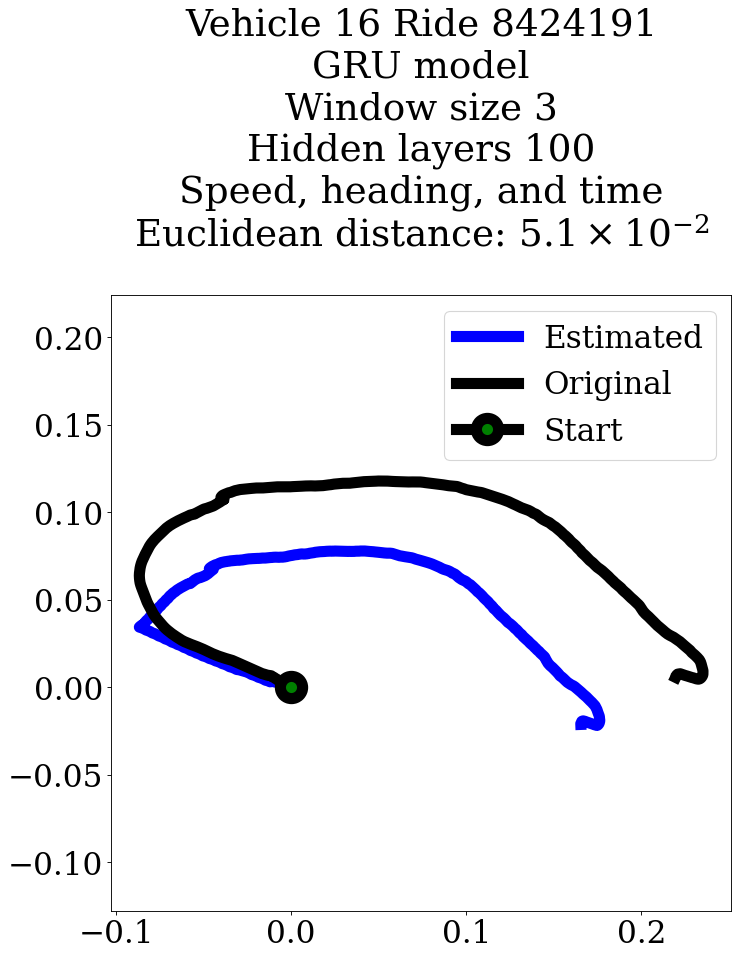 Vehicle 16 Ride 8424191
GRU model
Window size 3
Hidden layers 100
Speed, heading, and time
Euclidean distance: 5.1 × 10⁻²
Estimated
Original
Start
0.20
0.15
0.10
0.05
0.00
−0.05
−0.10
−0.1 0.0 0.1 0.2